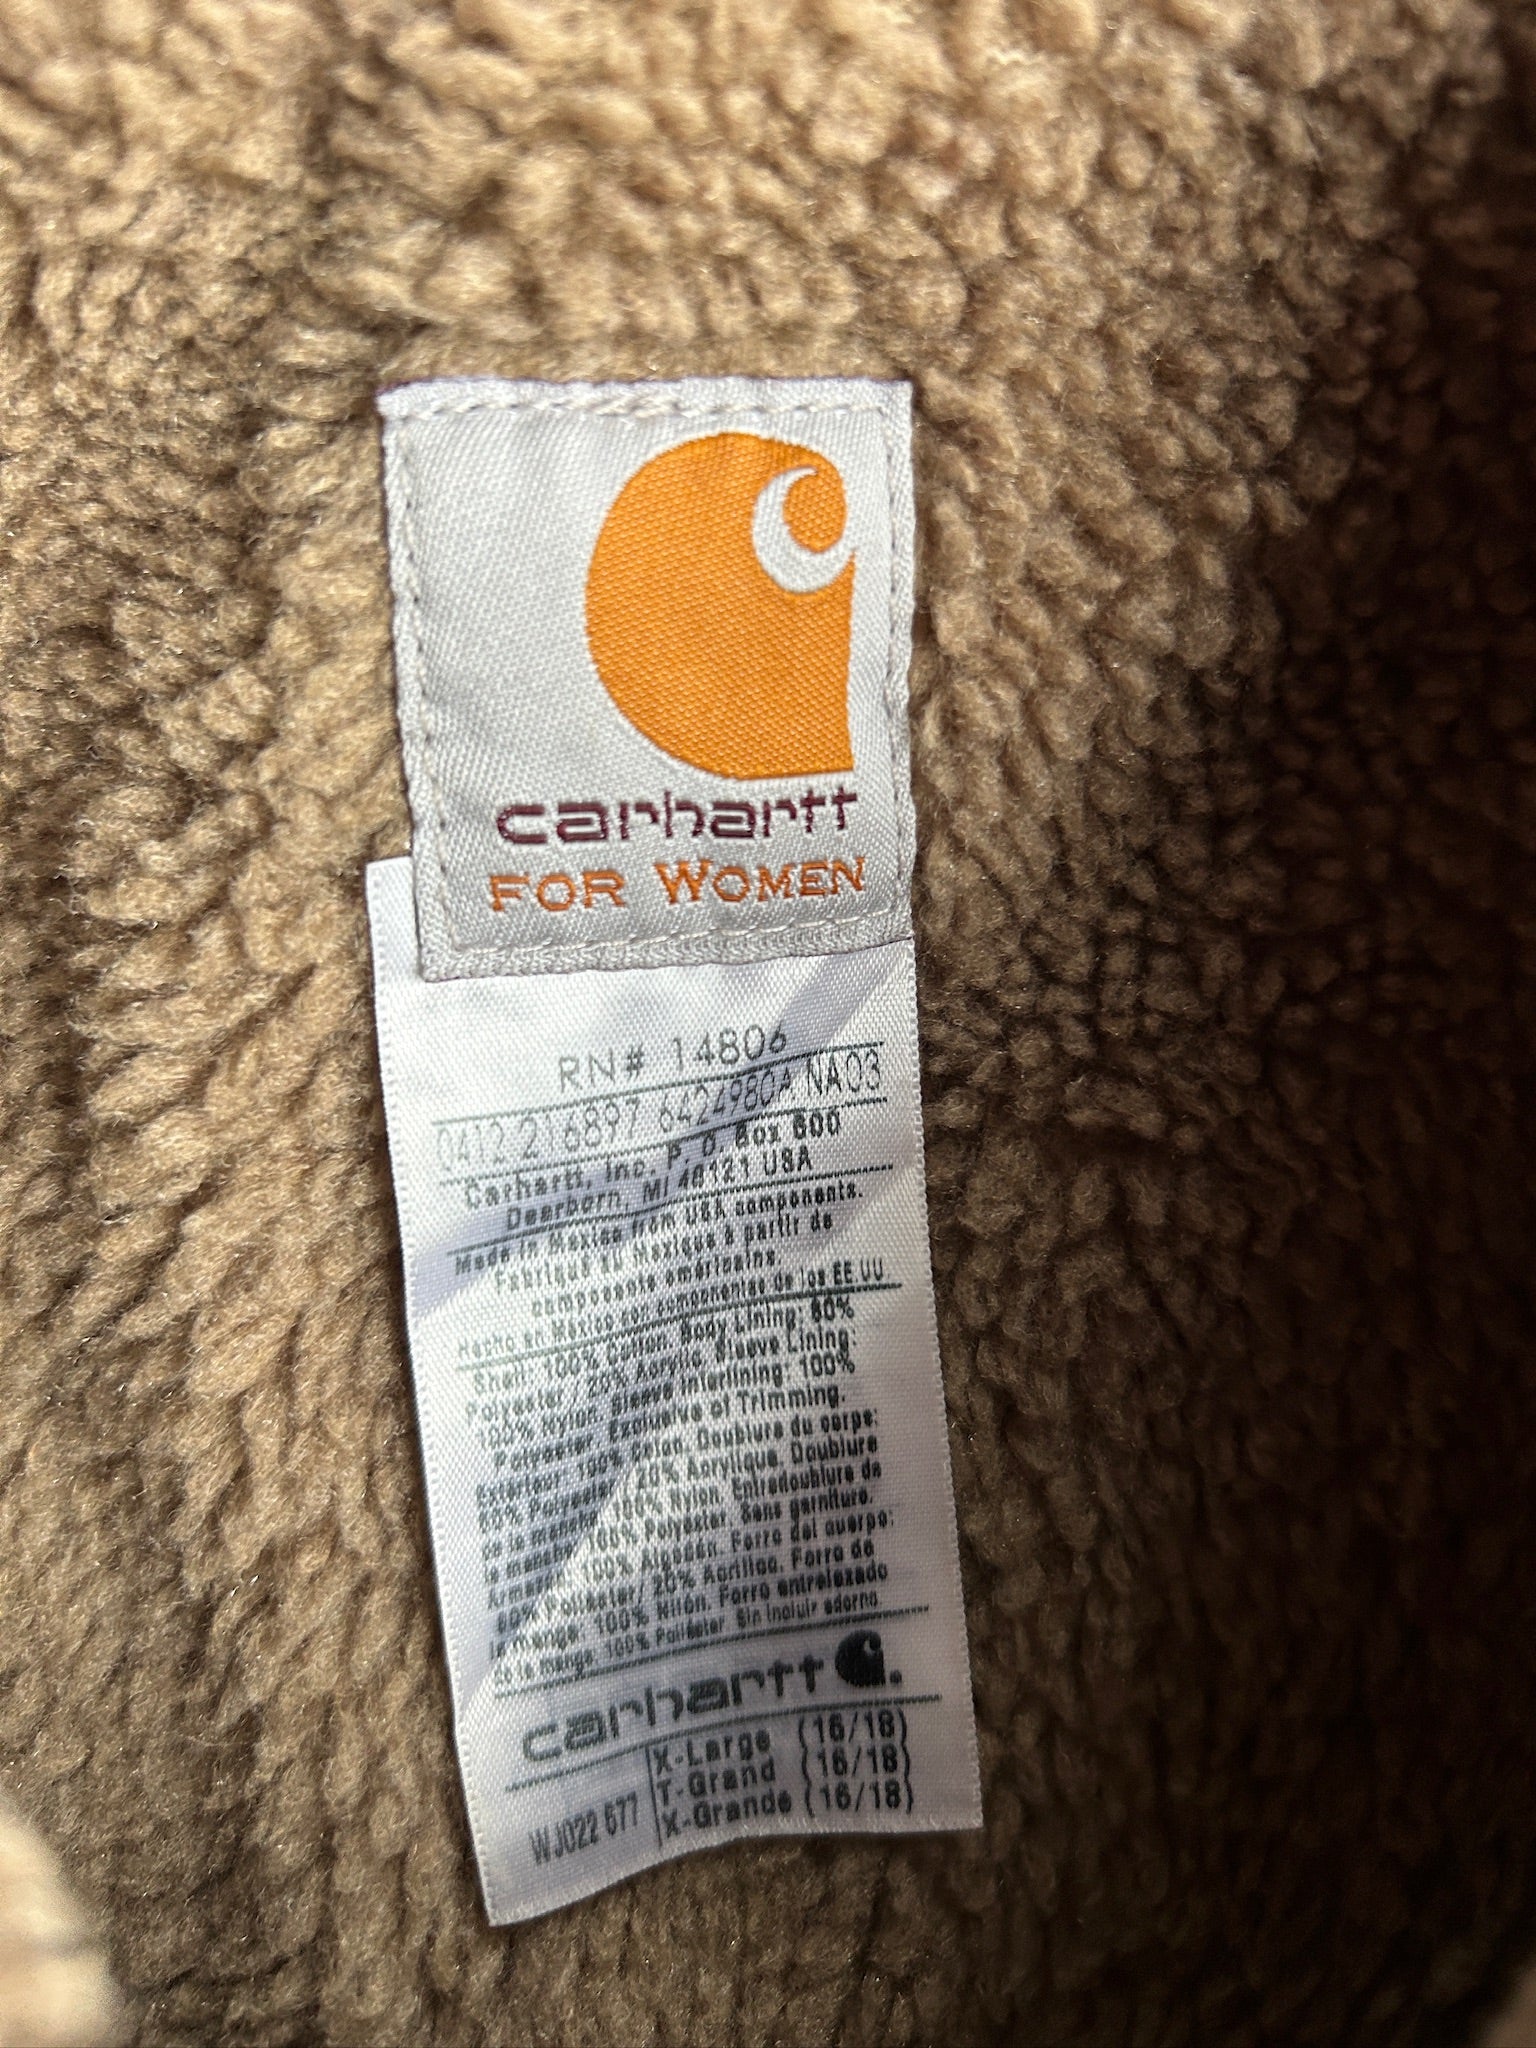 carhartt
FOR WOMEN
RN# 14806
0412 216897 6424980A NA03
Carhartt, Inc. P. O. Box 600
Dearborn, MI 48121 USA
Made in Mexico from USA components.
Fabriqué au Mexique à partir de
composants américains.
Hecho en México con componentes de los EE.UU
Shell: 100% Cotton. Body Lining: 80%
Polyester/ 20% Acrylic. Sleeve Lining:
100% Nylon. Sleeve Interlining: 100%
Polyester. Exclusive of Trimming.
Extérieur: 100% Coton. Doublure du corps:
80% Polyester/ 20% Acrylique. Doublure
de la manche: 100% Nylon. Entredoublure de
la manche: 100% Polyester. Sans garniture.
Armazón: 100% Algodón. Forro del cuerpo:
80% Poliéster/ 20% Acrílico. Forro de
la manga: 100% Nilón. Forro entrelazado
de la manga: 100% Poliéster. Sin incluir adorno.
carhartt
X-Large (16/18)
WJ022 577 T-Grand (16/18)
X-Grande (16/18)